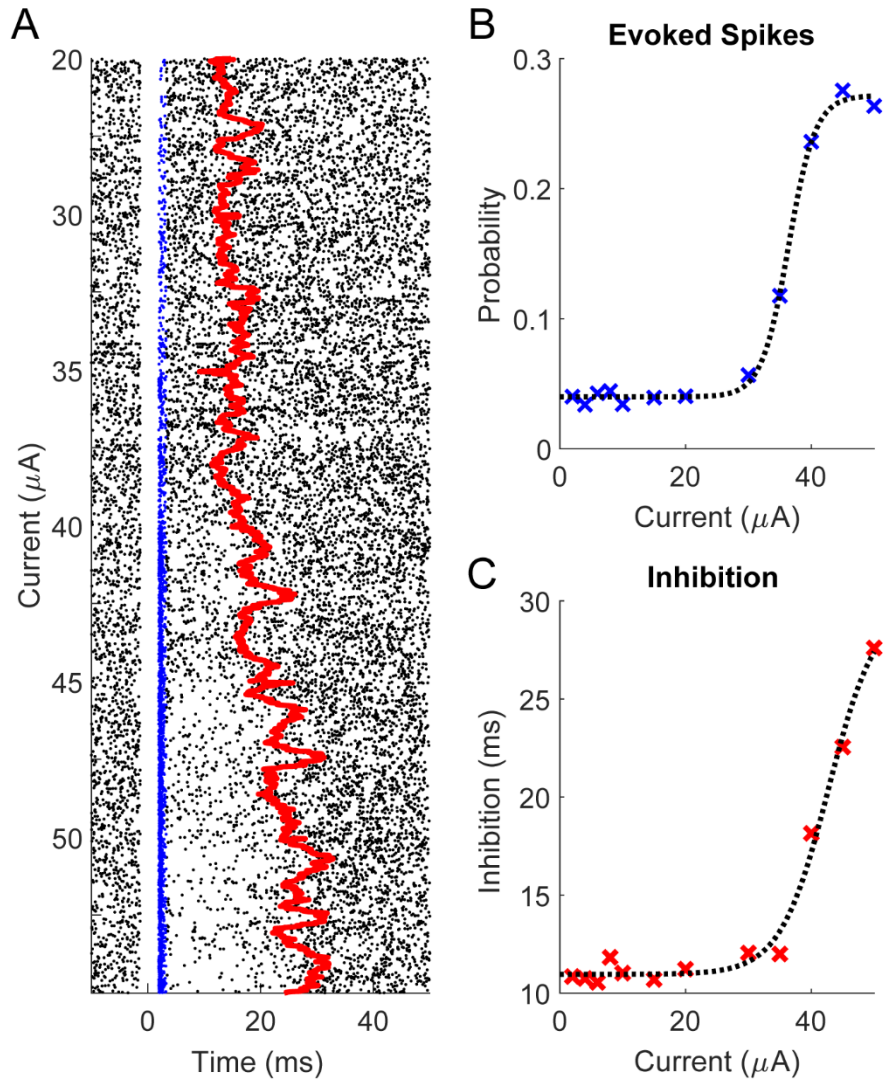 A
20
30
35
40
45
50
Current (μA)
0
20
40
Time (ms)
B
Evoked Spikes
0.3
0.2
0.1
0
Probability
0
20
40
Current (μA)
C
Inhibition
30
25
20
15
10
Inhibition (ms)
0
20
40
Current (μA)